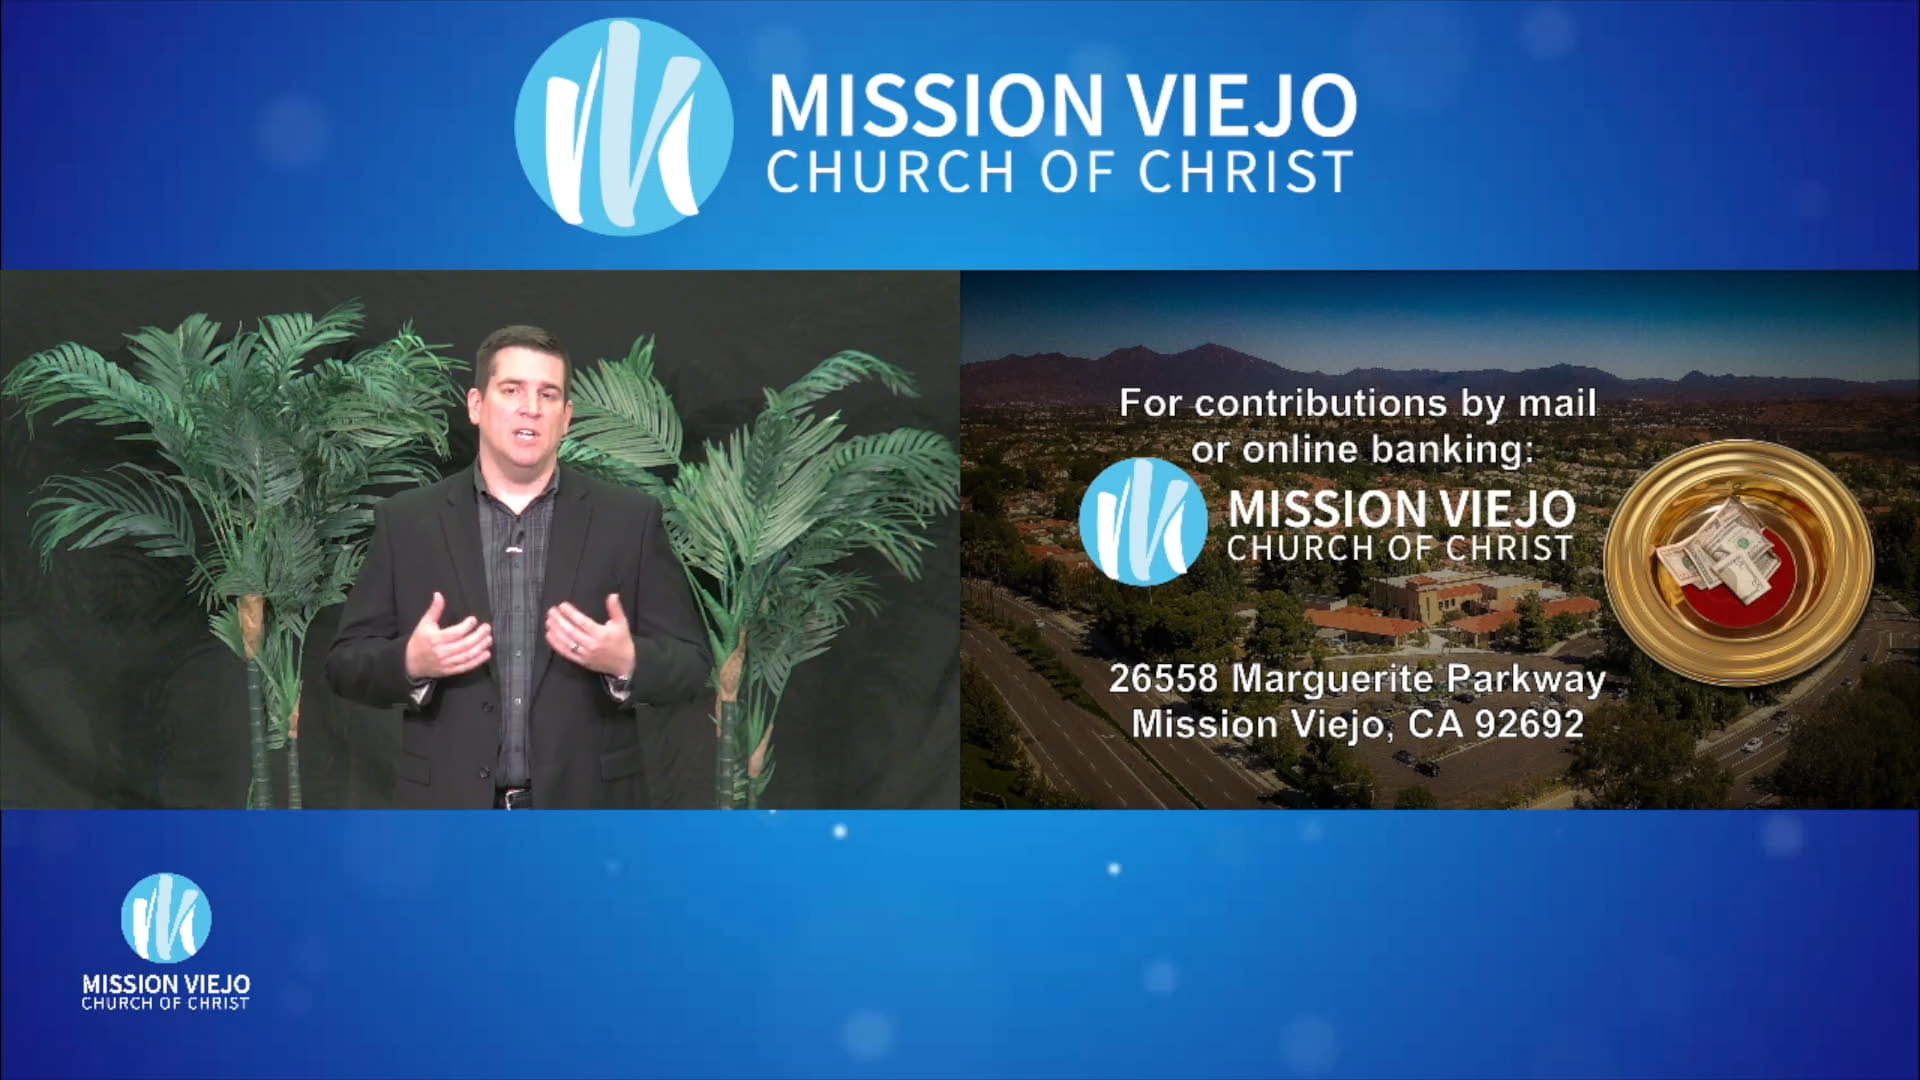 MISSION VIEJO
CHURCH OF CHRIST
For contributions by mail
or online banking:
MISSION VIEJO
CHURCH OF CHRIST
26558 Marguerite Parkway
Mission Viejo, CA 92692
MISSION VIEJO
CHURCH OF CHRIST